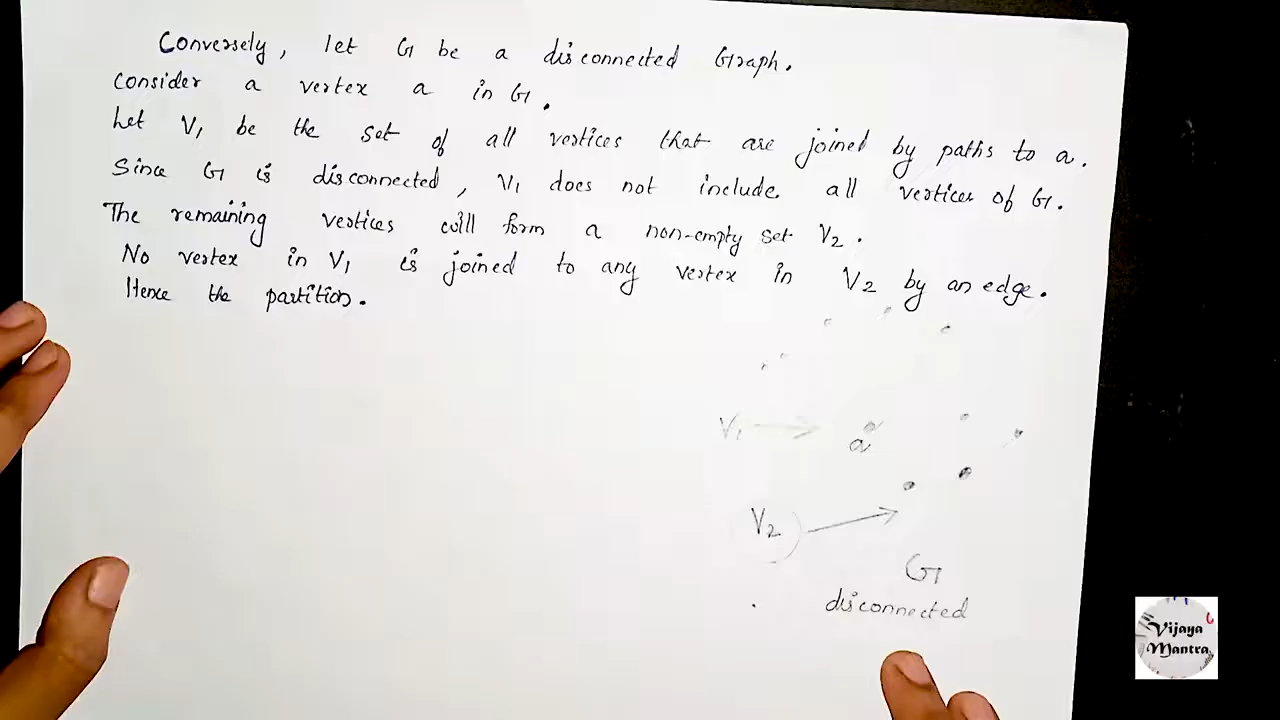 Conversely, let G be a disconnected Graph.
Consider a vertex a in G.
Let V1 be the set of all vertices that are joined by paths to a.
Since G is disconnected, V1 does not include all vertices of G.
The remaining vertices will form a non-empty set V2.
No vertex in V1 is joined to any vertex in V2 by an edge.
Hence the partition.
V1
a
V2
G
disconnected
Vijaya
Mantra